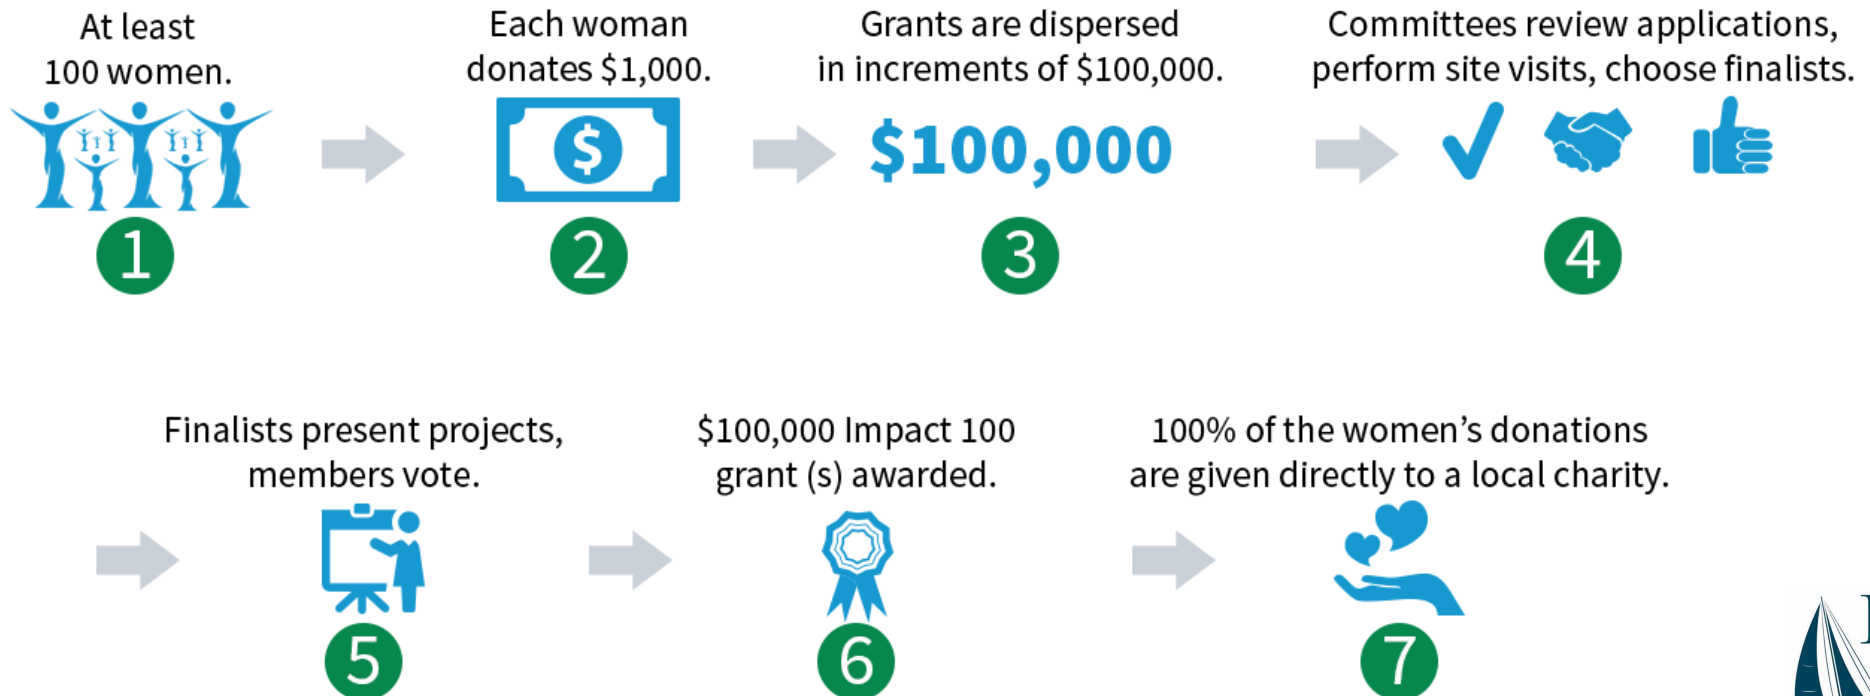 At least
100 women.
Each woman
donates $1,000.
Grants are dispersed
in increments of $100,000.
Committees review applications,
perform site visits, choose finalists.
$
$100,000
1
2
3
4
Finalists present projects,
members vote.
$100,000 Impact 100
grant (s) awarded.
100% of the women’s donations
are given directly to a local charity.
5
6
7